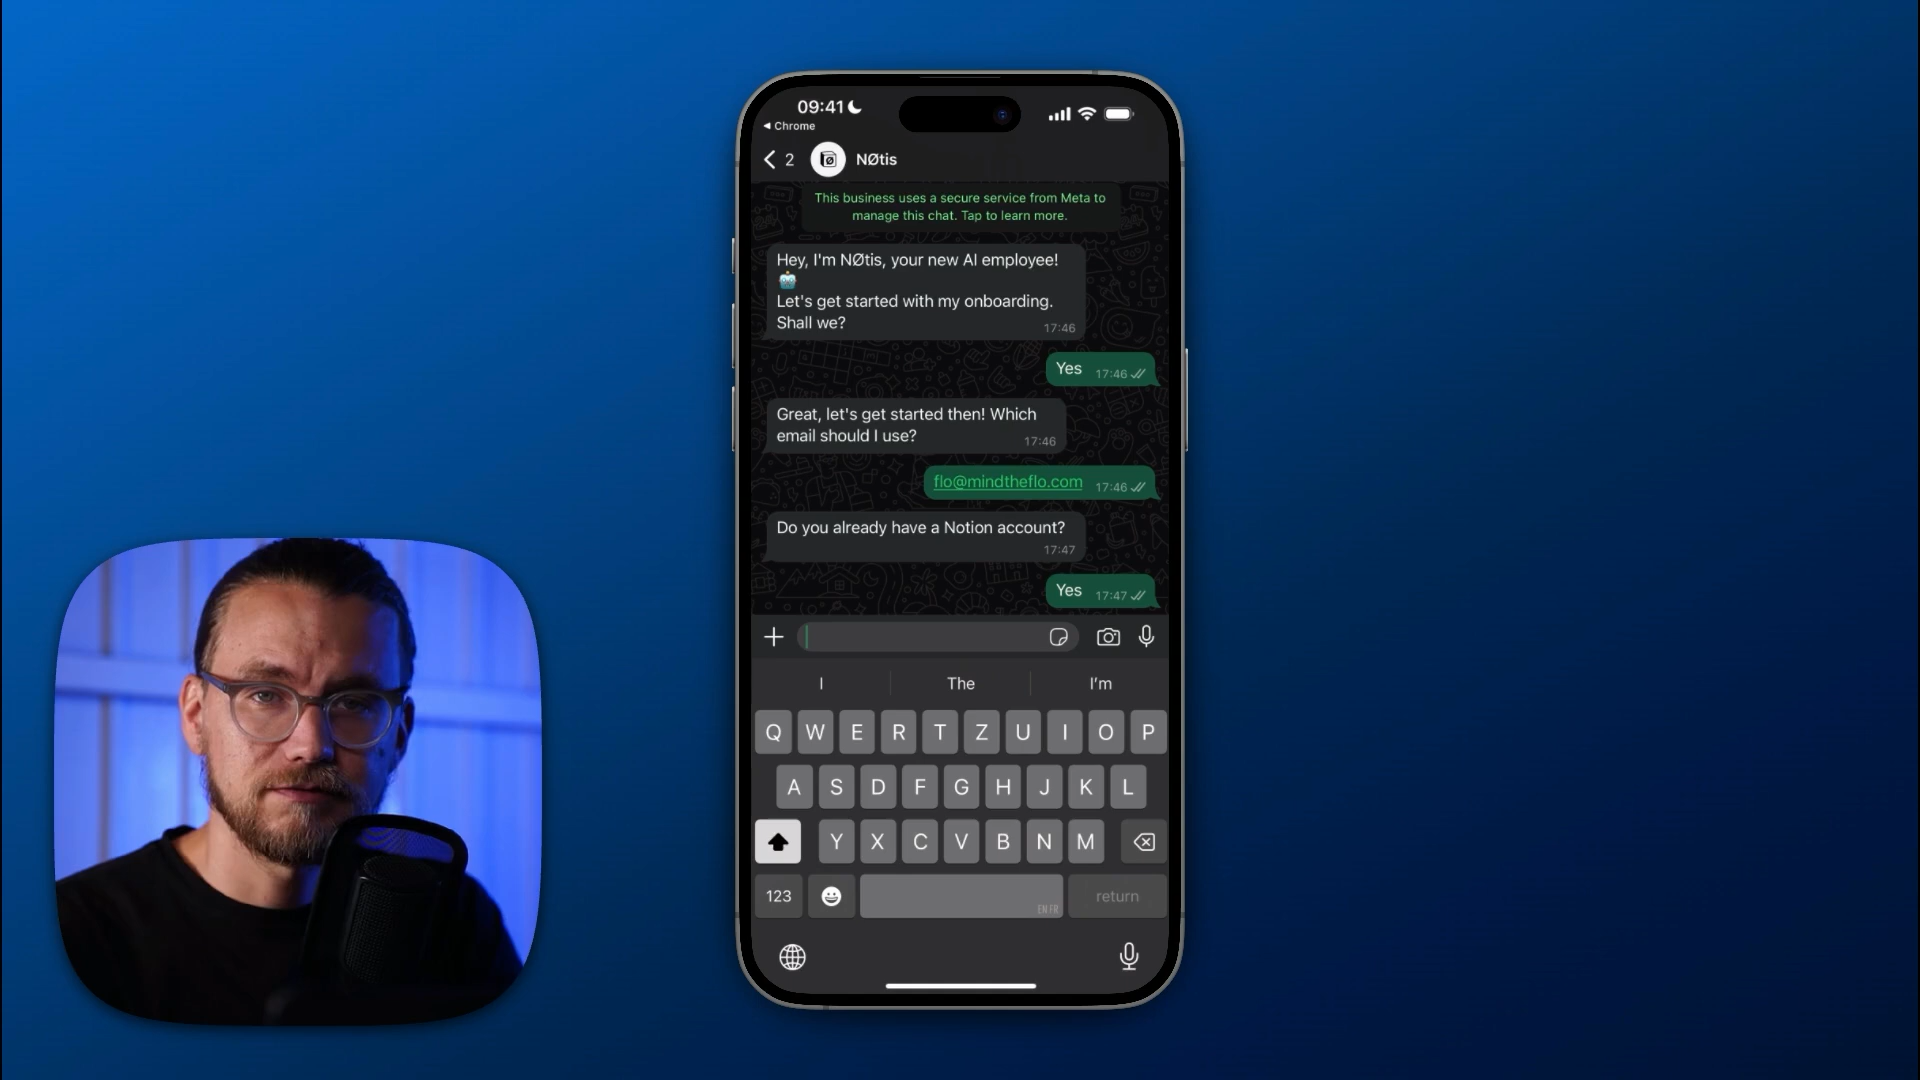 09:41
Chrome
2
NØtis
This business uses a secure service from Meta to
manage this chat. Tap to learn more.
Hey, I'm NØtis, your new AI employee!
Let's get started with my onboarding.
Shall we?
17:46
Yes
17:46
Great, let's get started then! Which
email should I use?
17:46
flo@mindtheflo.com
17:46
Do you already have a Notion account?
17:47
Yes
17:47
I
The
I'm
Q W E R T Z U I O P
A S D F G H J K L
Y X C V B N M
123
EN FR
return